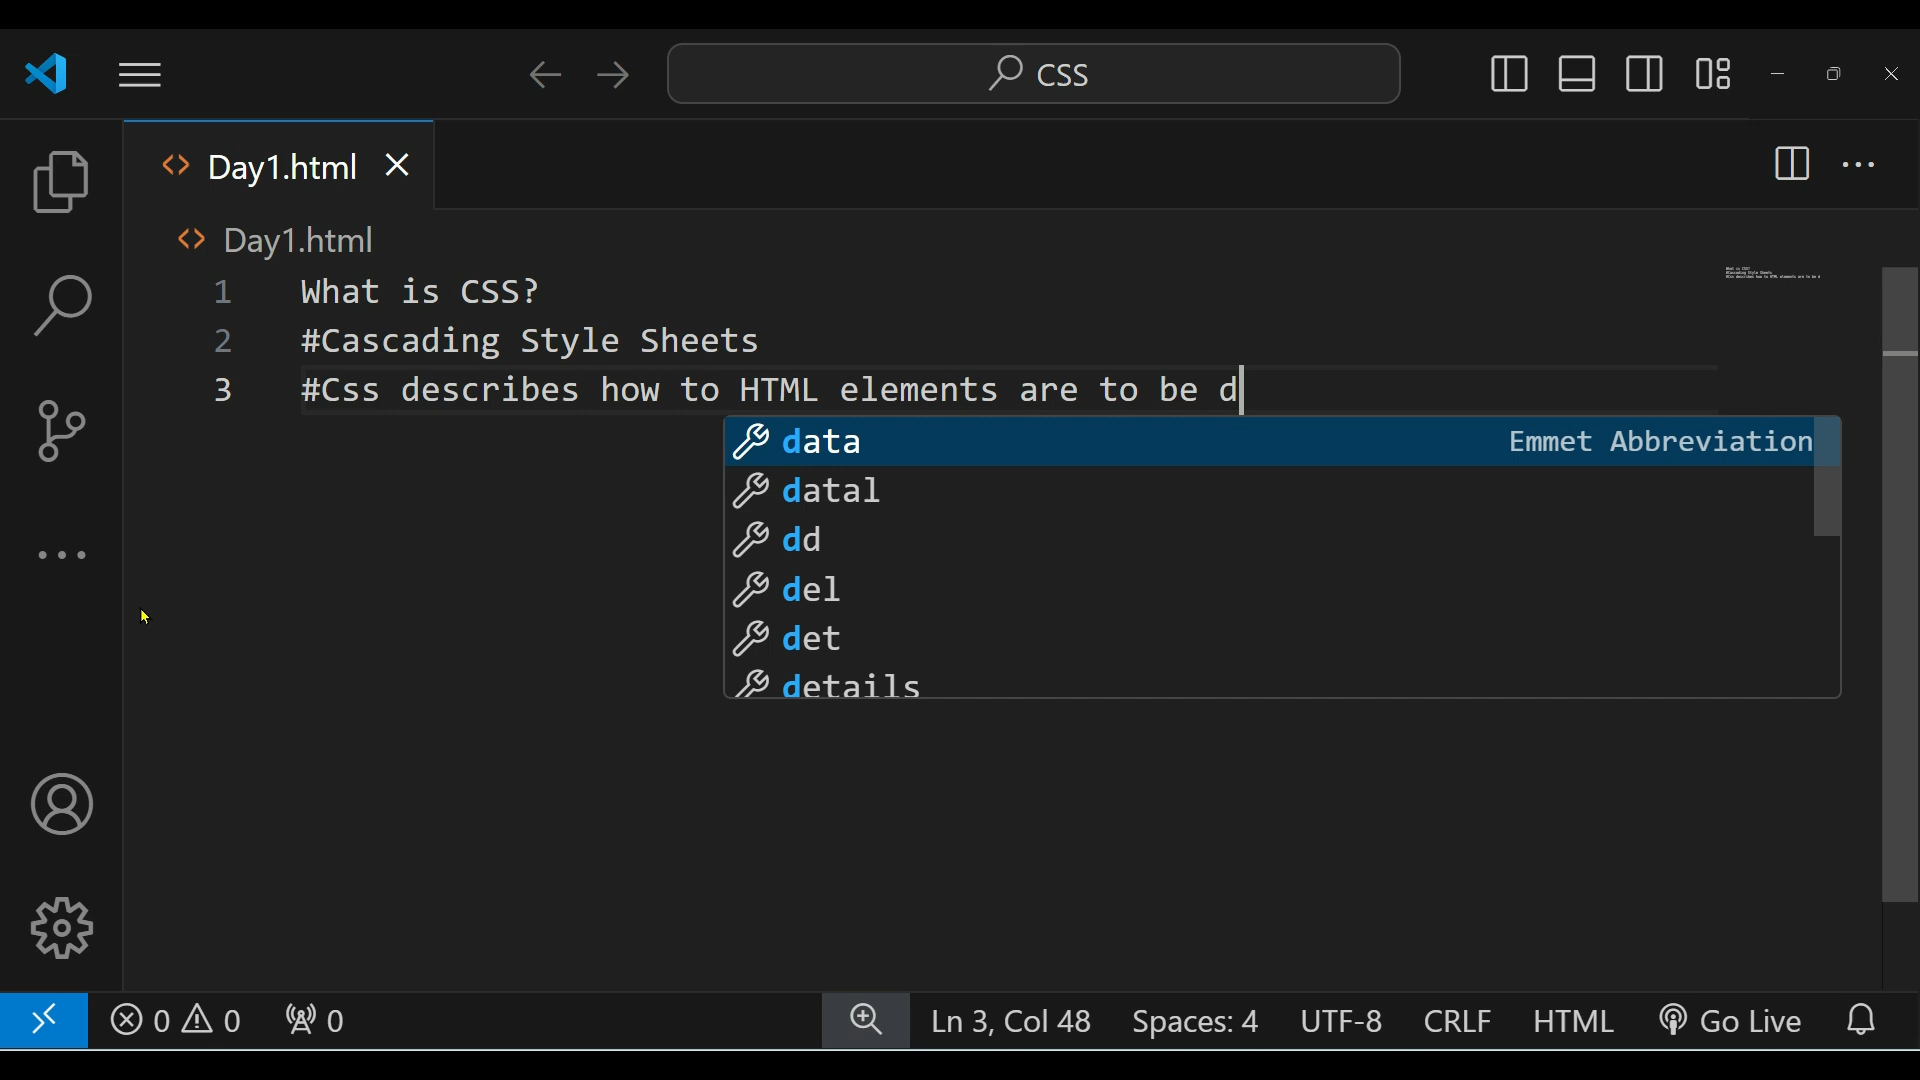 CSS
Day1.html
Day1.html
1 What is CSS?
2 #Cascading Style Sheets
3 #Css describes how to HTML elements are to be d
data Emmet Abbreviation
datal
dd
del
det
details
0 0 0 Ln 3, Col 48 Spaces: 4 UTF-8 CRLF HTML Go Live